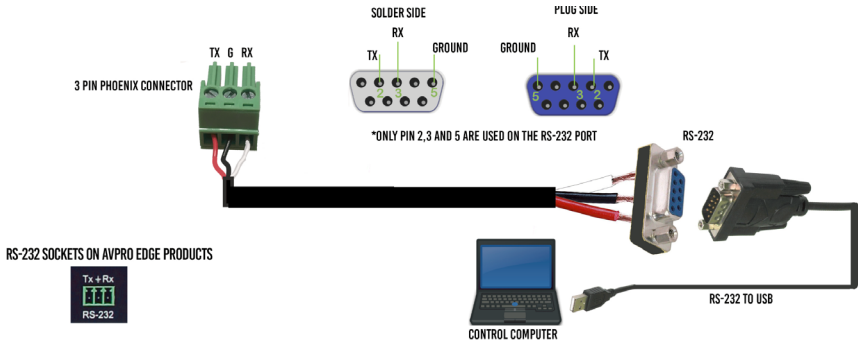 SOLDER SIDE
PLUG SIDE
RX
RX
TX
GROUND
GROUND
TX
TX G RX
3 PIN PHOENIX CONNECTOR
2 3 5
5 3 2
*ONLY PIN 2,3 AND 5 ARE USED ON THE RS-232 PORT
RS-232
RS-232 SOCKETS ON AVPRO EDGE PRODUCTS
Tx + Rx
RS-232
RS-232 TO USB
CONTROL COMPUTER